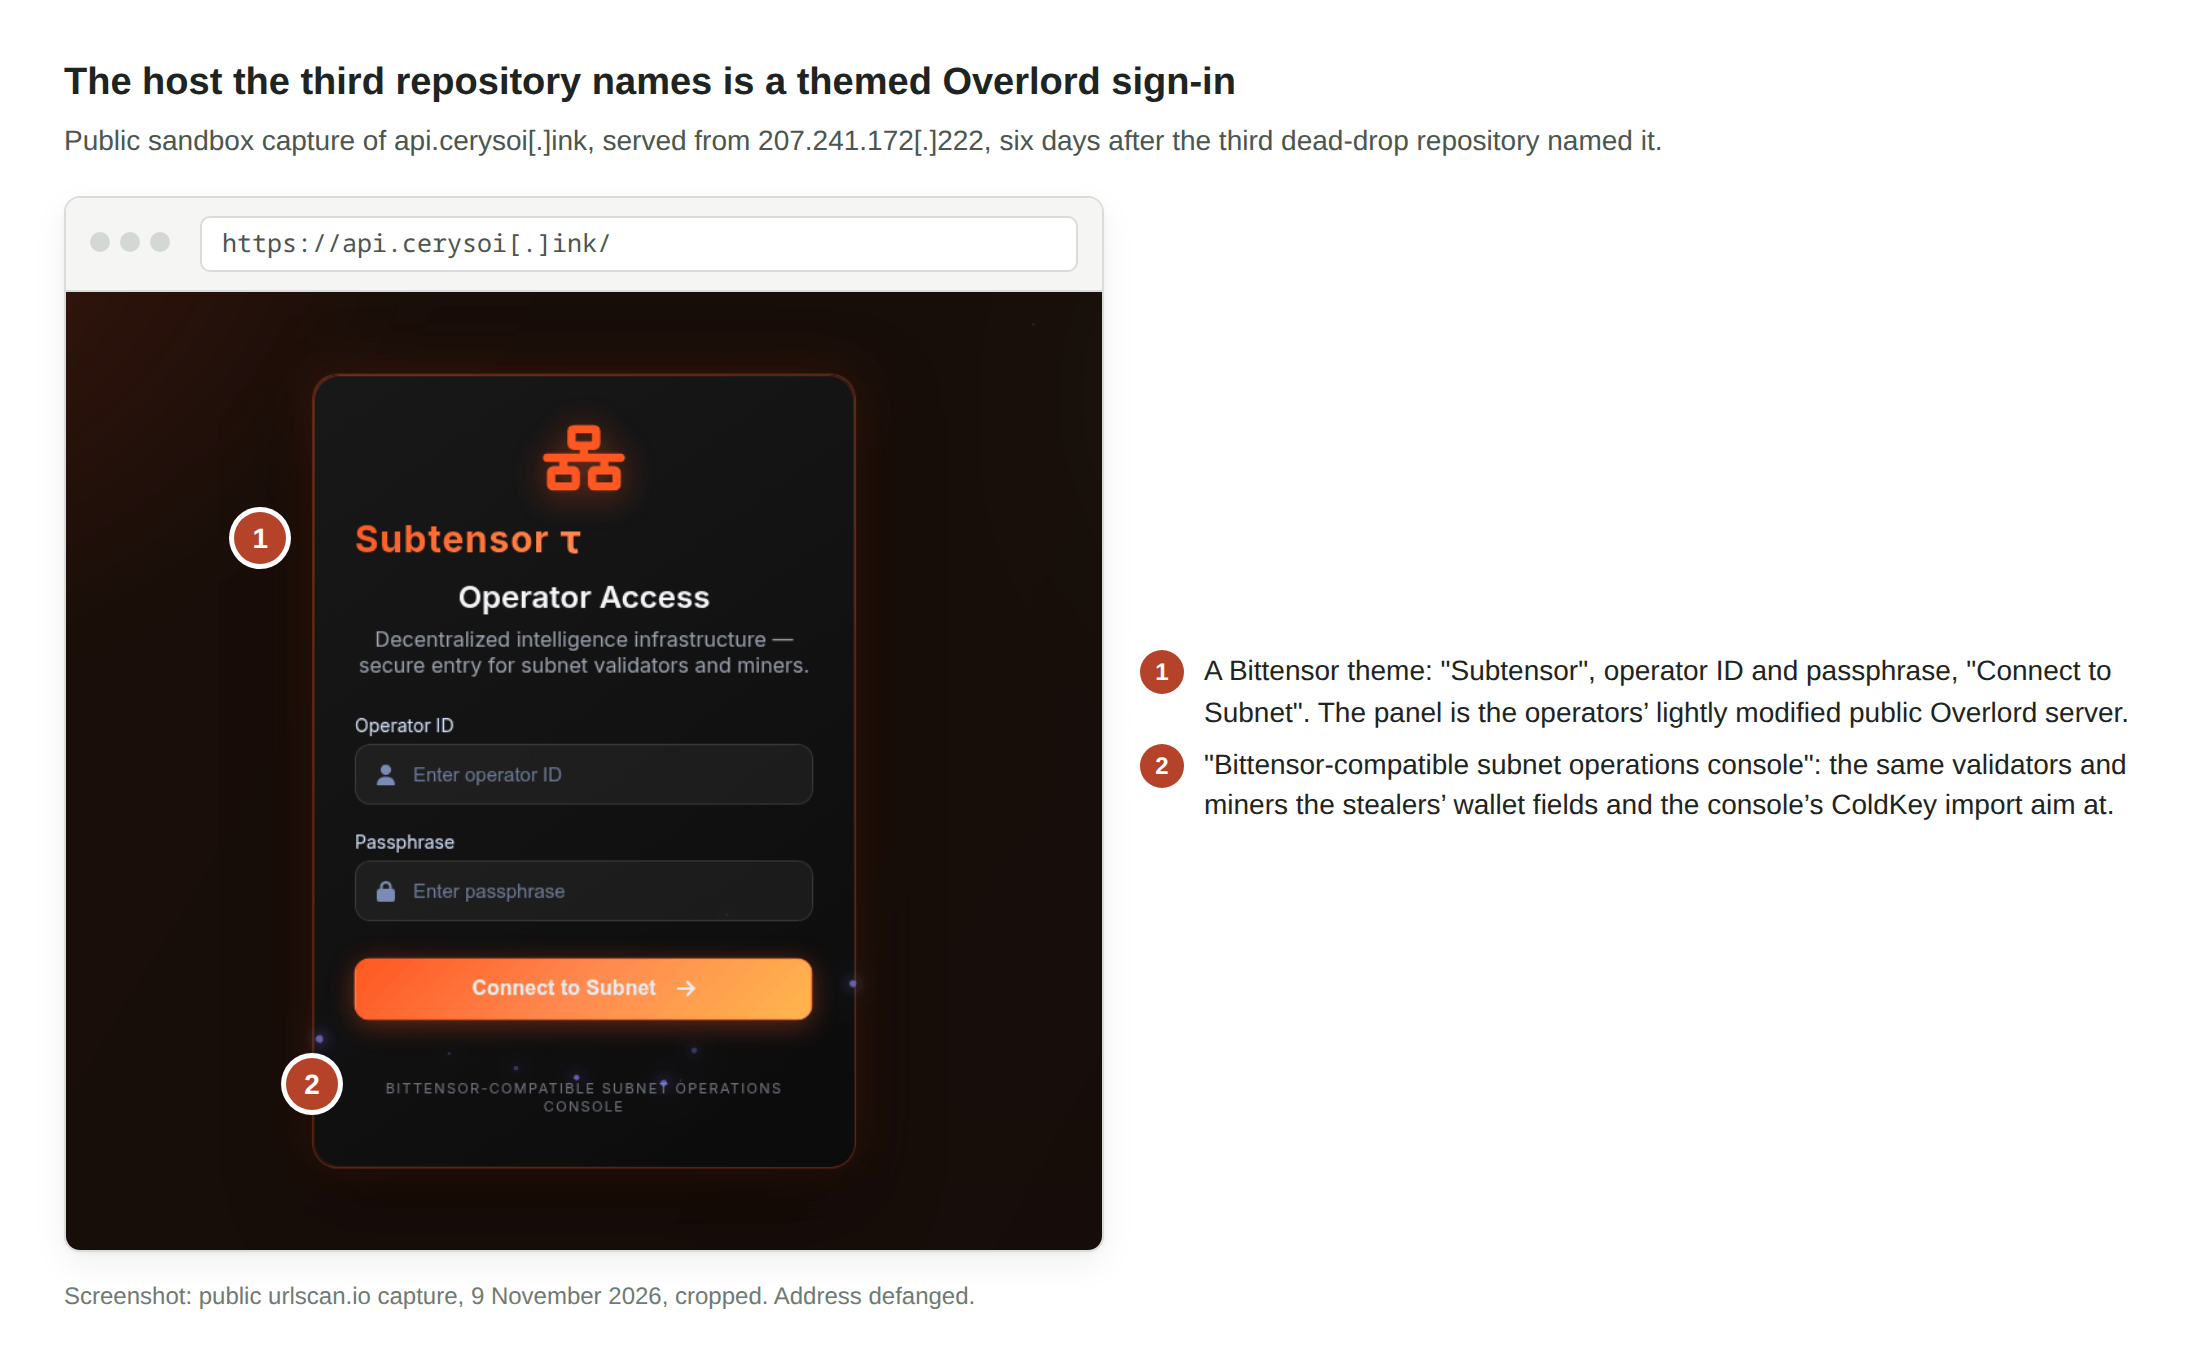 The host the third repository names is a themed Overlord sign-in
Public sandbox capture of api.cerysoi[.]ink, served from 207.241.172[.]222, six days after the third dead-drop repository named it.
https://api.cerysoi[.]ink/
1
Subtensor τ
Operator Access
Decentralized intelligence infrastructure —
secure entry for subnet validators and miners.
Operator ID
Enter operator ID
Passphrase
Enter passphrase
Connect to Subnet →
2
BITTENSOR-COMPATIBLE SUBNET OPERATIONS
CONSOLE
1 A Bittensor theme: "Subtensor", operator ID and passphrase, "Connect to
Subnet". The panel is the operators’ lightly modified public Overlord server.
2 "Bittensor-compatible subnet operations console": the same validators and
miners the stealers’ wallet fields and the console’s ColdKey import aim at.
Screenshot: public urlscan.io capture, 9 November 2026, cropped. Address defanged.